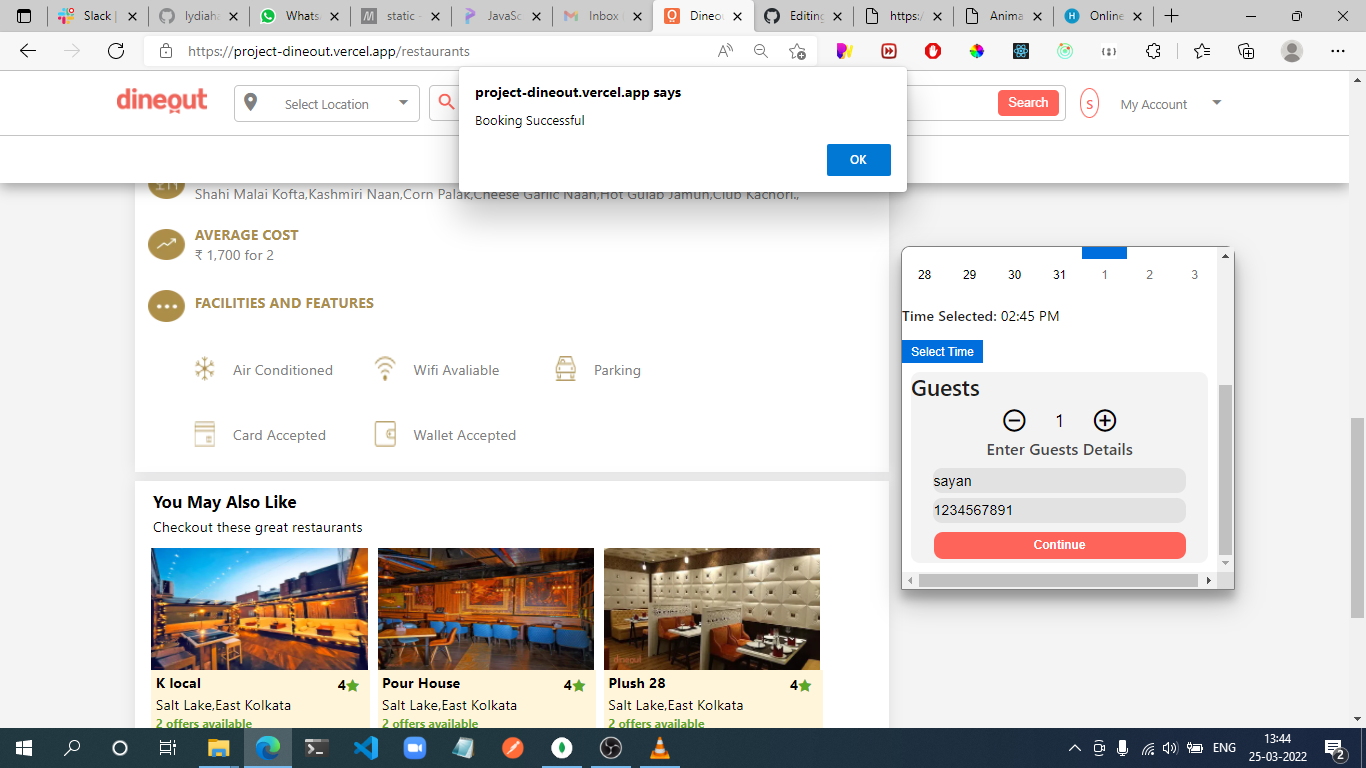 Slack |
lydiaha
Whats
static -
JavaSc
Inbox
Dineou
Editing
https:/
Anima
Online
https://project-dineout.vercel.app/restaurants
dineout
Select Location
Search
S
My Account
project-dineout.vercel.app says
Booking Successful
OK
Shahi Malai Kofta,Kashmiri Naan,Corn Palak,Cheese Garlic Naan,Hot Gulab Jamun,Club Kachori.,
AVERAGE COST
₹ 1,700 for 2
FACILITIES AND FEATURES
Air Conditioned
Wifi Avaliable
Parking
Card Accepted
Wallet Accepted
28 29 30 31 1 2 3
Time Selected: 02:45 PM
Select Time
Guests
1
Enter Guests Details
sayan
1234567891
Continue
You May Also Like
Checkout these great restaurants
dineout
K local 4
Salt Lake,East Kolkata
2 offers available
Pour House 4
Salt Lake,East Kolkata
2 offers available
Plush 28 4
Salt Lake,East Kolkata
2 offers available
ENG
13:44
25-03-2022
2